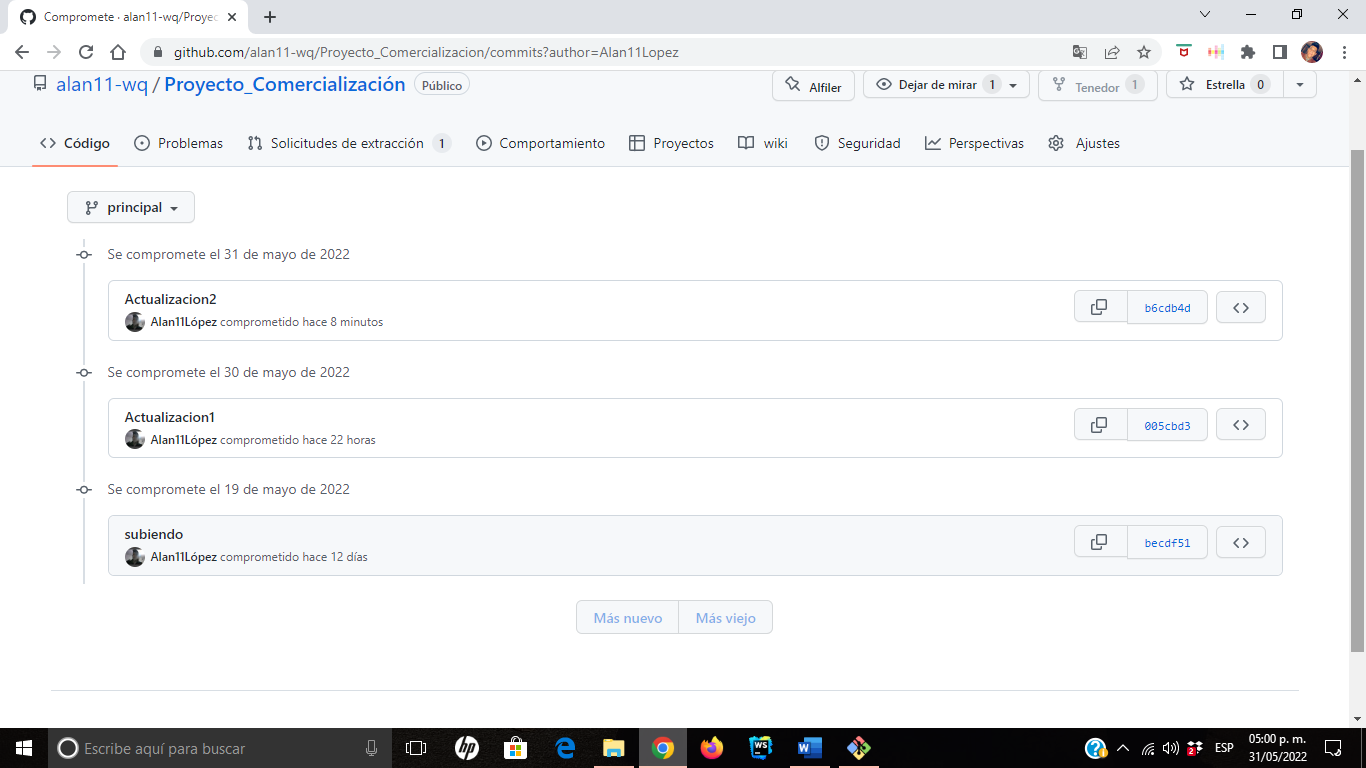 Compromete · alan11-wq/Proyec
github.com/alan11-wq/Proyecto_Comercializacion/commits?author=Alan11Lopez
alan11-wq / Proyecto_Comercialización Público
Alfiler
Dejar de mirar 1
Tenedor 1
Estrella 0
Código
Problemas
Solicitudes de extracción 1
Comportamiento
Proyectos
wiki
Seguridad
Perspectivas
Ajustes
principal
Se compromete el 31 de mayo de 2022
Actualizacion2
Alan11López comprometido hace 8 minutos
b6cdb4d
Se compromete el 30 de mayo de 2022
Actualizacion1
Alan11López comprometido hace 22 horas
005cbd3
Se compromete el 19 de mayo de 2022
subiendo
Alan11López comprometido hace 12 días
becdf51
Más nuevo
Más viejo
Escribe aquí para buscar
hp
WS
W
2
ESP
05:00 p. m.
31/05/2022